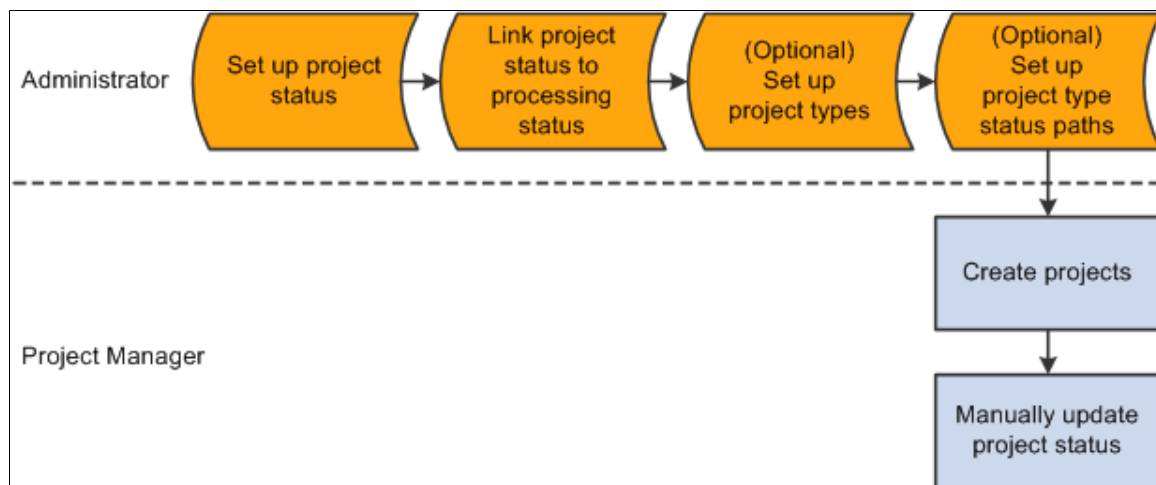 Administrator
Set up project
status
Link project
status to
processing
status
(Optional)
Set up
project types
(Optional)
Set up
project type
status paths
Project Manager
Create projects
Manually update
project status